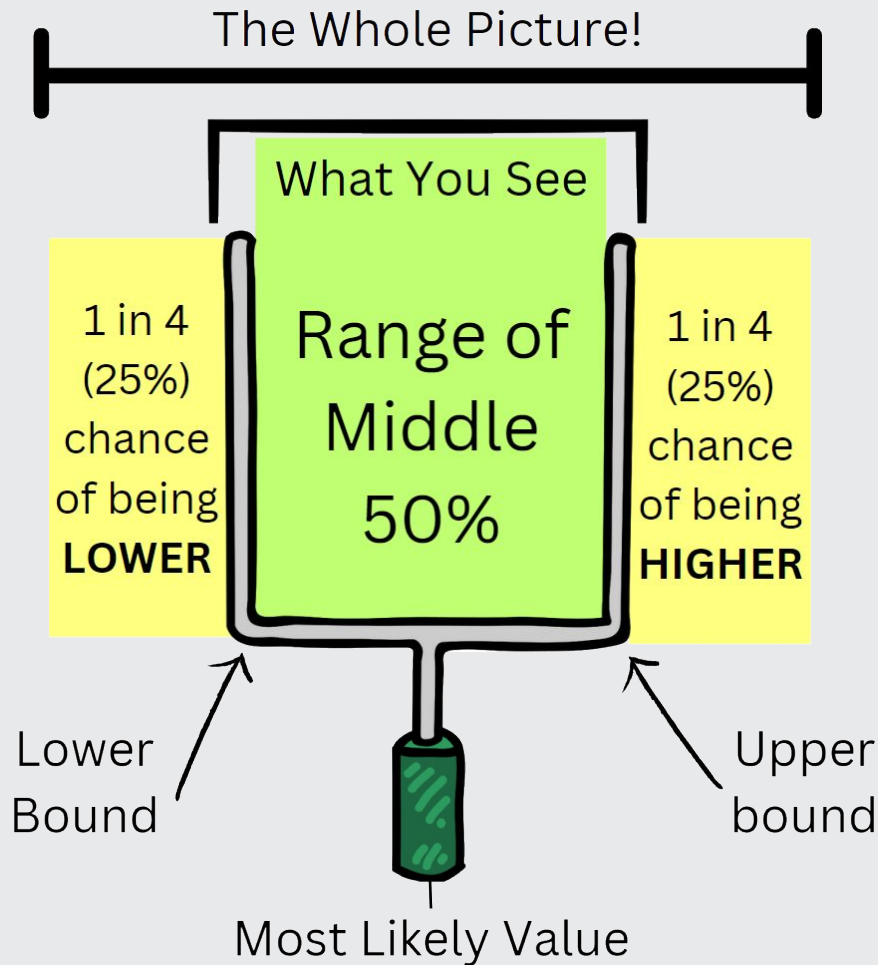 The Whole Picture!
What You See
1 in 4
(25%)
chance
of being
LOWER
Range of
Middle
50%
1 in 4
(25%)
chance
of being
HIGHER
Lower
Bound
Upper
bound
Most Likely Value